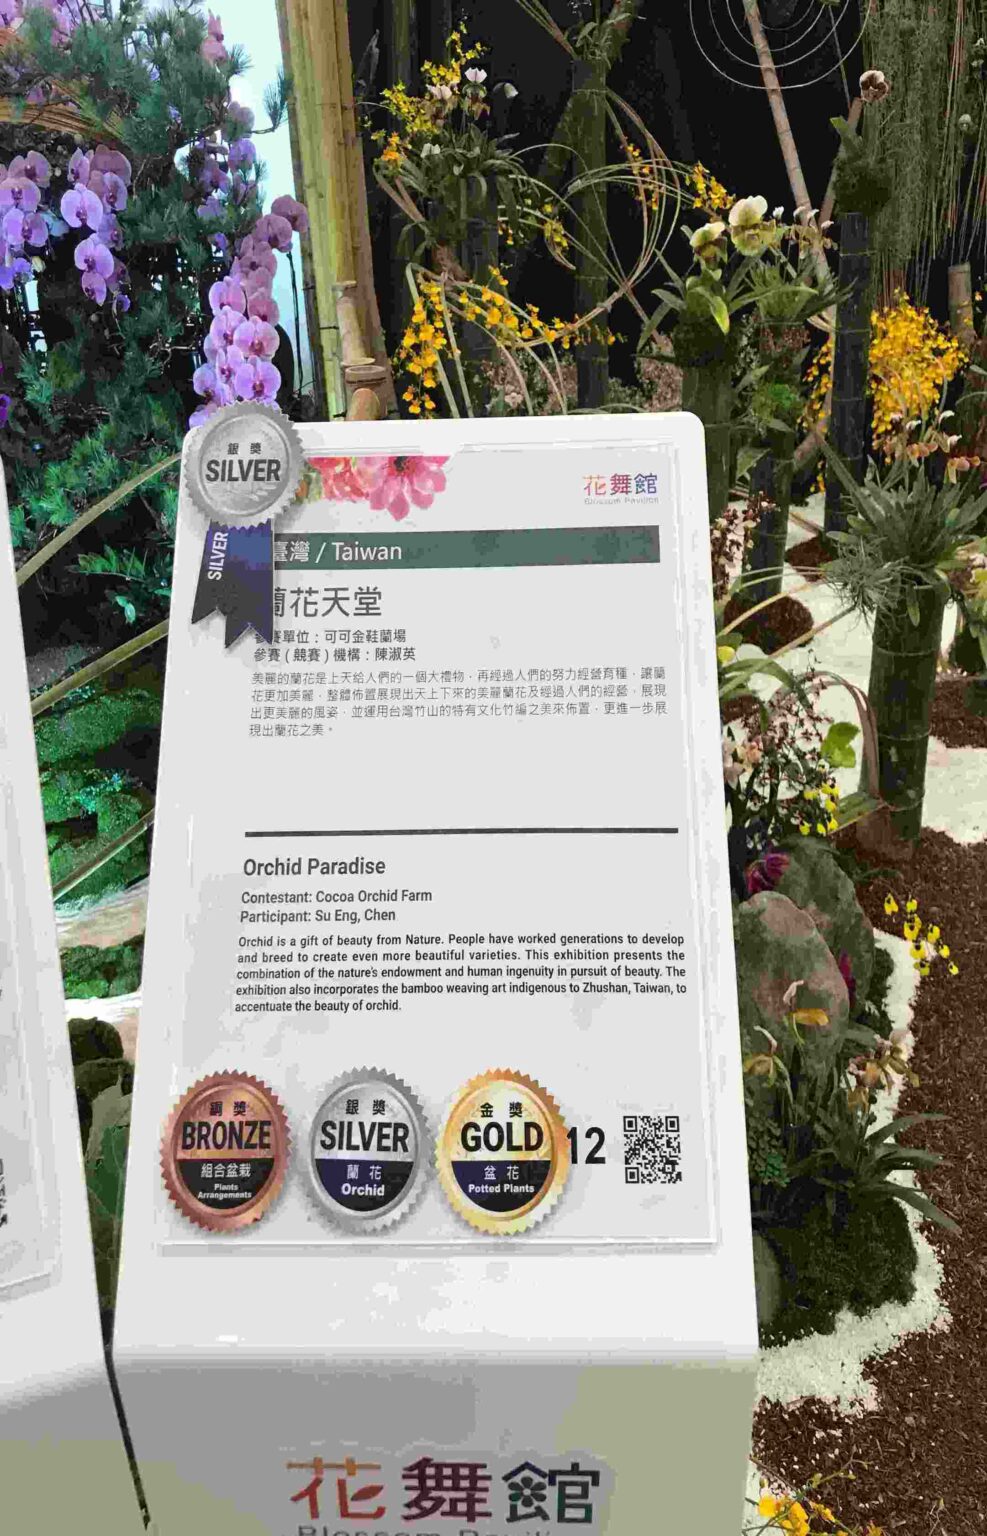 銀獎
SILVER
SILVER
花舞館
Blossom Pavilion
臺灣 / Taiwan
蘭花天堂
參賽單位：可可金鞋蘭場
參賽(競賽)機構：陳淑英
美麗的蘭花是上天給人們的一個大禮物，再經過人們的努力經營育種，讓蘭
花更加美麗，整體佈置展現出天上下來的美麗蘭花及經過人們的經營，展現
出更美麗的風姿，並運用台灣竹山的特有文化竹編之美來佈置，更進一步展
現出蘭花之美。
Orchid Paradise
Contestant: Cocoa Orchid Farm
Participant: Su Eng, Chen
Orchid is a gift of beauty from Nature. People have worked generations to develop
and breed to create even more beautiful varieties. This exhibition presents the
combination of the nature's endowment and human ingenuity in pursuit of beauty. The
exhibition also incorporates the bamboo weaving art indigenous to Zhushan, Taiwan, to
accentuate the beauty of orchid.
銅獎
BRONZE
組合盆栽
Plants
Arrangements
銀獎
SILVER
蘭花
Orchid
金獎
GOLD
盆花
Potted Plants
12
花舞館
Blossom